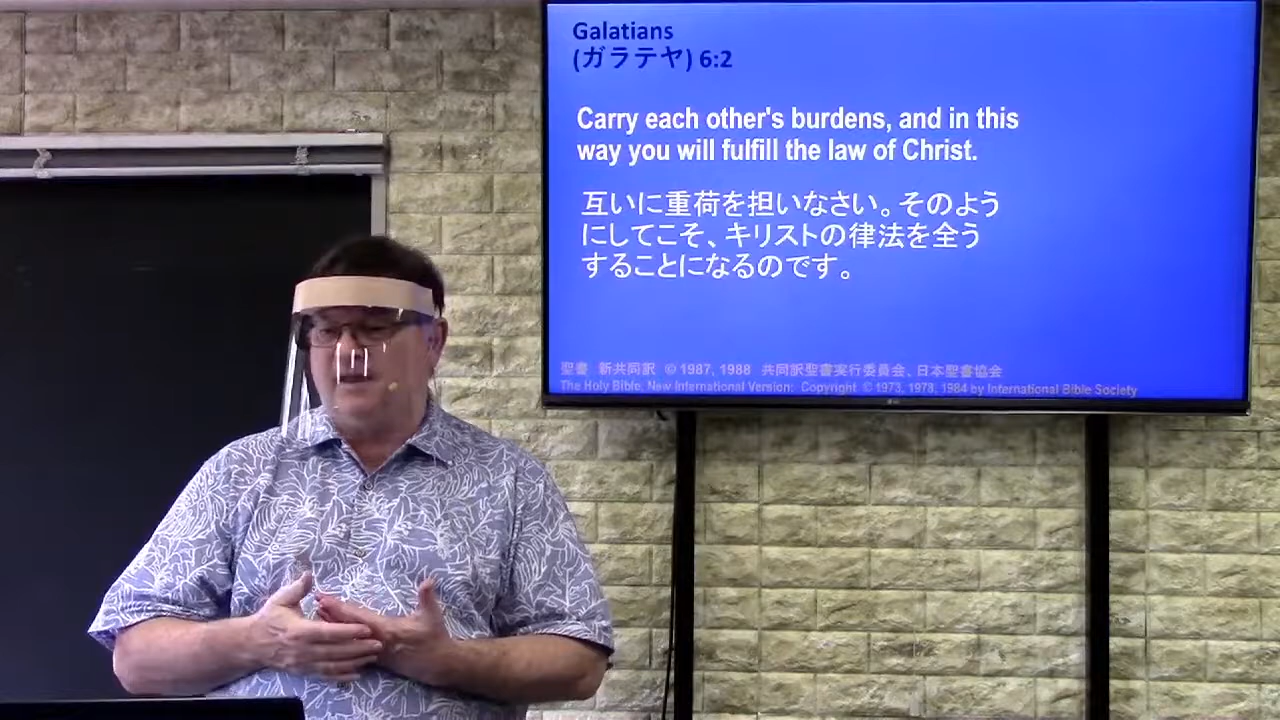 Galatians
(ガラテヤ) 6:2
Carry each other's burdens, and in this
way you will fulfill the law of Christ.
互いに重荷を担いなさい。そのよう
にしてこそ、キリストの律法を全う
することになるのです。
聖書 新共同訳 © 1987, 1988 共同訳聖書実行委員会、日本聖書協会
The Holy Bible, New International Version: Copyright © 1973, 1978, 1984 by International Bible Society